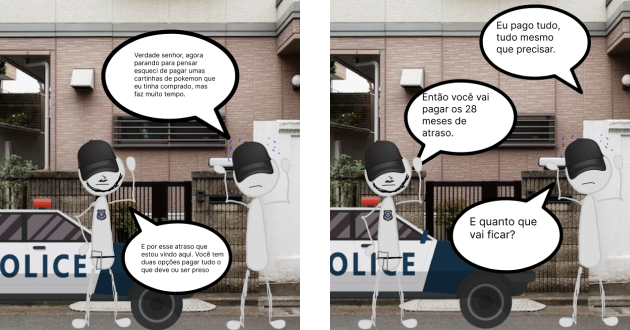 Verdade senhor, agora
parando para pensar
esqueci de pagar umas
cartinhas de pokemon que
eu tinha comprado, mas
faz muito tempo.
E por esse atraso que
estou vindo aqui. Você tem
duas opções pagar tudo o
que deve ou ser preso
OLICE
Eu pago tudo,
tudo mesmo
que precisar.
Então você vai
pagar os 28
meses de
atraso.
E quanto que
vai ficar?
OLICE